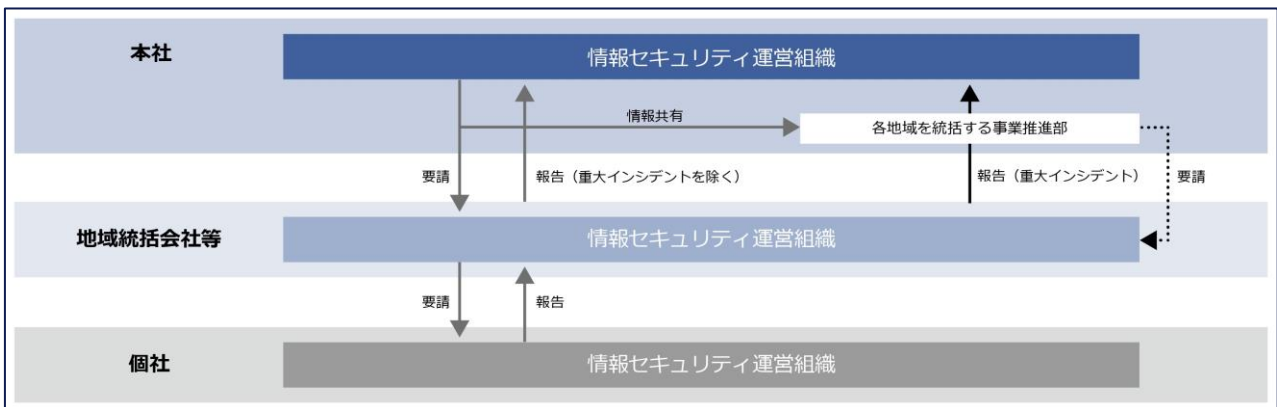 本社
情報セキュリティ運営組織
情報共有
各地域を統括する事業推進部
要請
報告（重大インシデントを除く）
報告（重大インシデント）
要請
地域統括会社等
情報セキュリティ運営組織
要請
報告
個社
情報セキュリティ運営組織